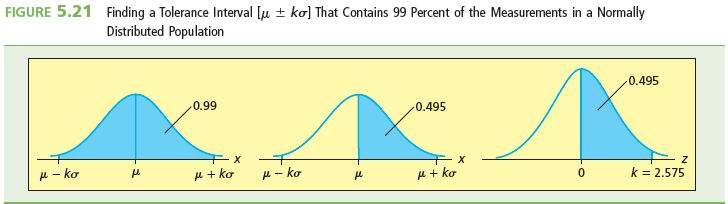 FIGURE 5.21 Finding a Tolerance Interval [μ ± kσ] That Contains 99 Percent of the Measurements in a Normally
Distributed Population
0.99
0.495
0.495
x
x
z
μ − kσ
μ
μ + kσ
μ − kσ
μ
μ + kσ
0
k = 2.575